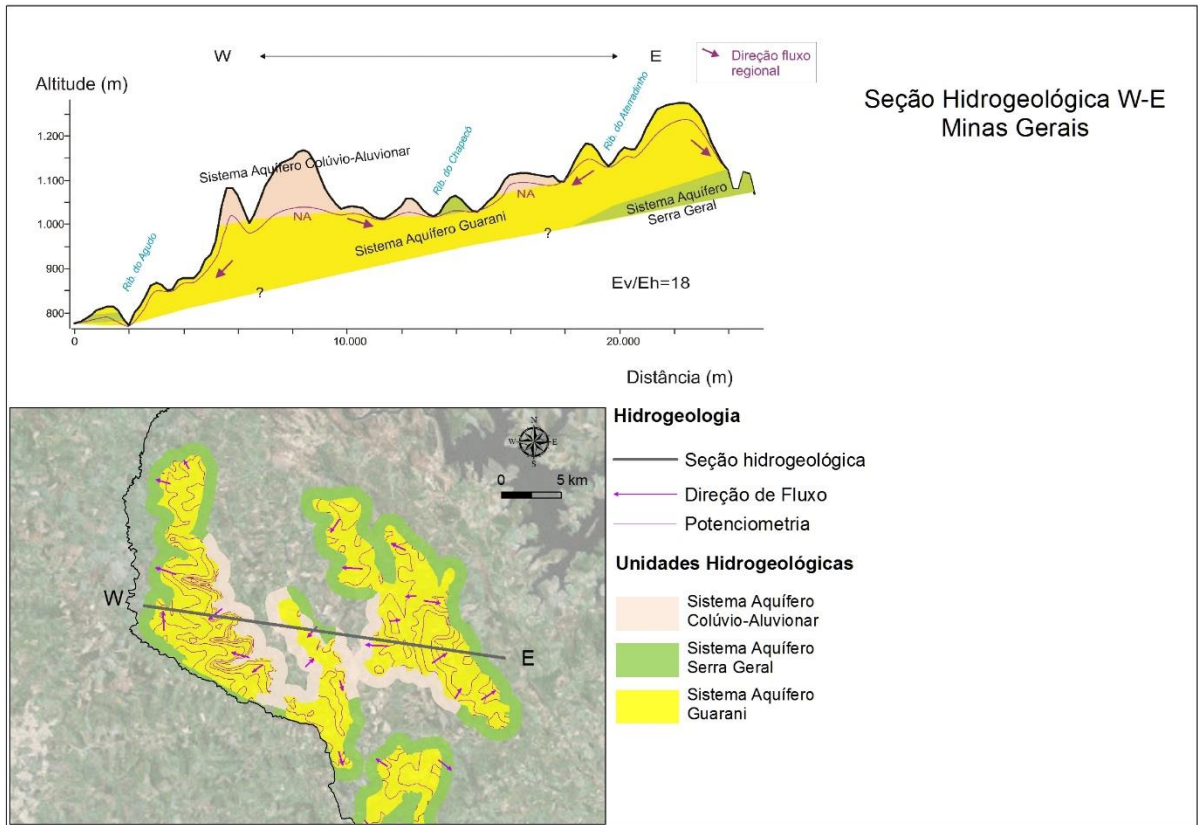 W
E
Direção fluxo
regional
Seção Hidrogeológica W-E
Minas Gerais
Altitude (m)
1.200
1.100
1.000
900
800
Rib. do Agudo
Sistema Aquífero Colúvio-Aluvionar
Rib. do Chapecó
Rib. do Aterradinho
NA
NA
Sistema Aquífero Guarani
Sistema Aquífero
Serra Geral
?
?
Ev/Eh=18
0
10.000
20.000
Distância (m)
N
W
E
S
0 5 km
W
E
Hidrogeologia
Seção hidrogeológica
Direção de Fluxo
Potenciometria
Unidades Hidrogeológicas
Sistema Aquífero
Colúvio-Aluvionar
Sistema Aquífero
Serra Geral
Sistema Aquífero
Guarani